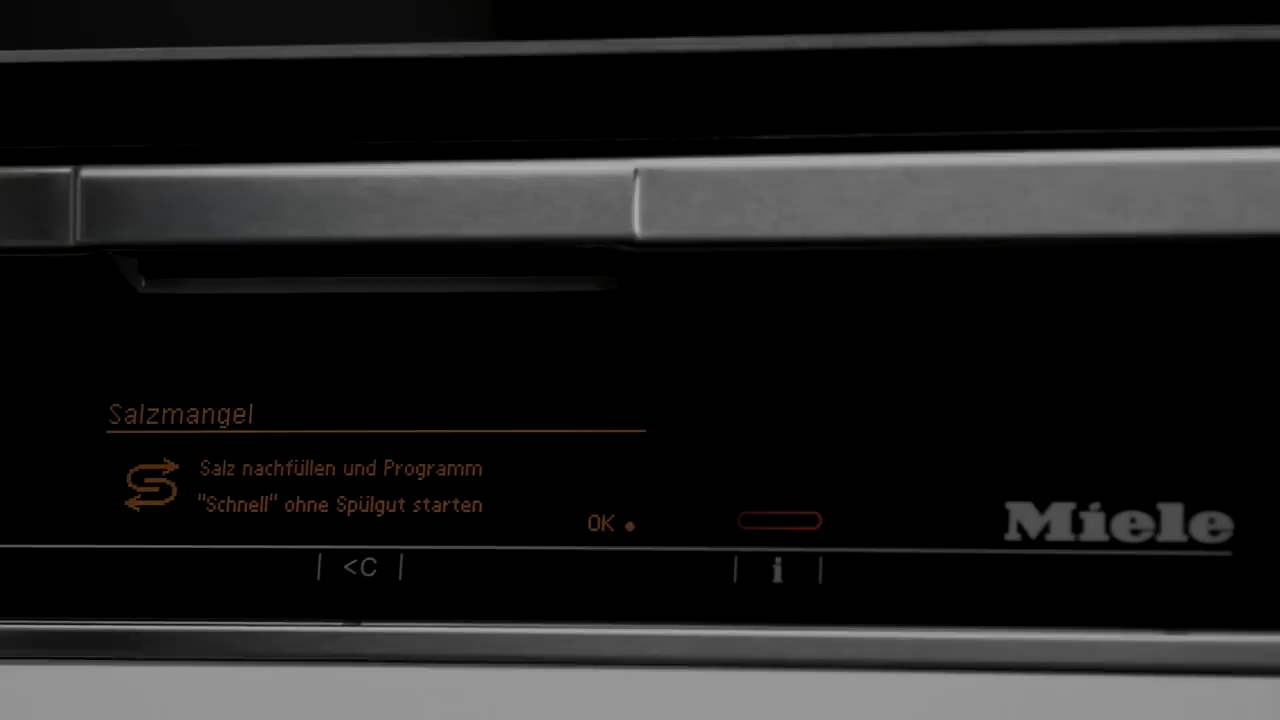 Salzmangel
Salz nachfüllen und Programm
"Schnell" ohne Spülgut starten
OK
<C
i
Miele